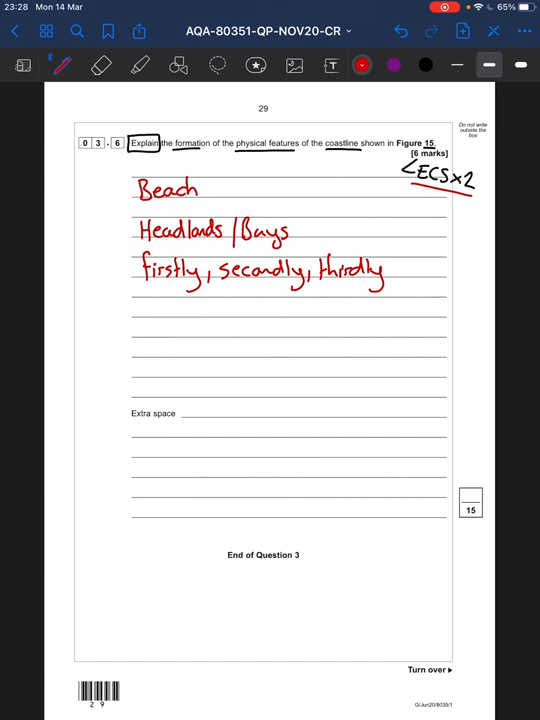 23:28 Mon 14 Mar
65%
AQA-80351-QP-NOV20-CR
29
Do not write outside the box
0 3 . 6 Explain the formation of the physical features of the coastline shown in Figure 15.
[6 marks]
<ECS×2
Beach
Headlands / Bays
firstly, secondly, thirdly
Extra space
15
End of Question 3
Turn over
2 9
G/Jun20/8035/1